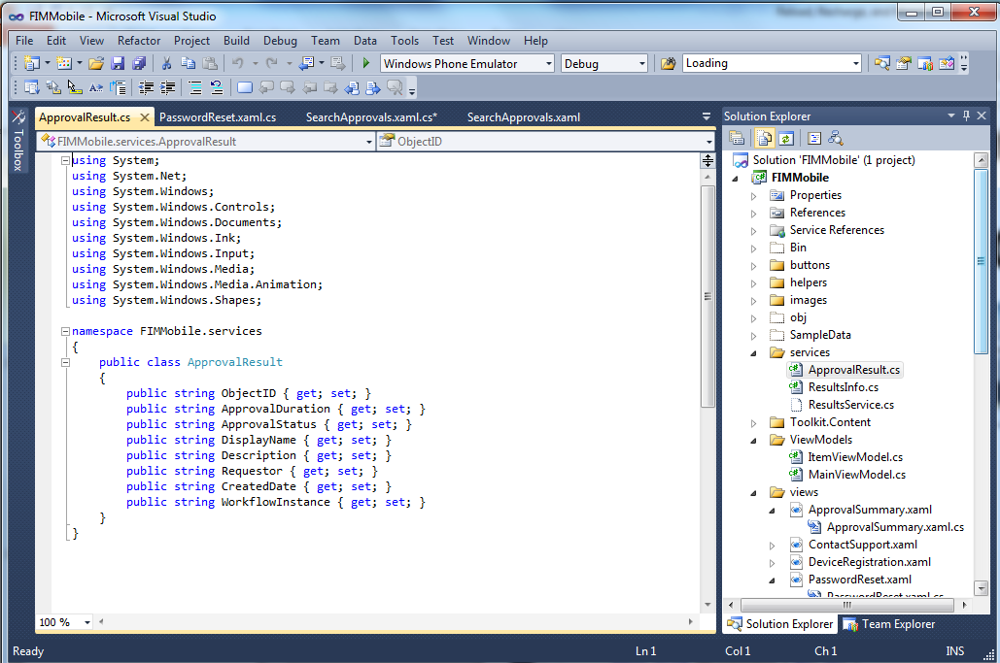 FIMMobile - Microsoft Visual Studio
File Edit View Refactor Project Build Debug Team Data Tools Test Window Help
Windows Phone Emulator Debug Loading
Toolbox
ApprovalResult.cs PasswordReset.xaml.cs SearchApprovals.xaml.cs* SearchApprovals.xaml
FIMMobile.services.ApprovalResult ObjectID
using System;
using System.Net;
using System.Windows;
using System.Windows.Controls;
using System.Windows.Documents;
using System.Windows.Ink;
using System.Windows.Input;
using System.Windows.Media;
using System.Windows.Media.Animation;
using System.Windows.Shapes;
namespace FIMMobile.services
{
public class ApprovalResult
{
public string ObjectID { get; set; }
public string ApprovalDuration { get; set; }
public string ApprovalStatus { get; set; }
public string DisplayName { get; set; }
public string Description { get; set; }
public string Requestor { get; set; }
public string CreatedDate { get; set; }
public string WorkflowInstance { get; set; }
}
}
100 %
Solution Explorer
Solution 'FIMMobile' (1 project)
FIMMobile
Properties
References
Service References
Bin
buttons
helpers
images
obj
SampleData
services
ApprovalResult.cs
ResultsInfo.cs
ResultsService.cs
Toolkit.Content
ViewModels
ItemViewModel.cs
MainViewModel.cs
views
ApprovalSummary.xaml
ApprovalSummary.xaml.cs
ContactSupport.xaml
DeviceRegistration.xaml
PasswordReset.xaml
PasswordReset.xaml.cs
Solution Explorer Team Explorer
Ready Ln 1 Col 1 Ch 1 INS